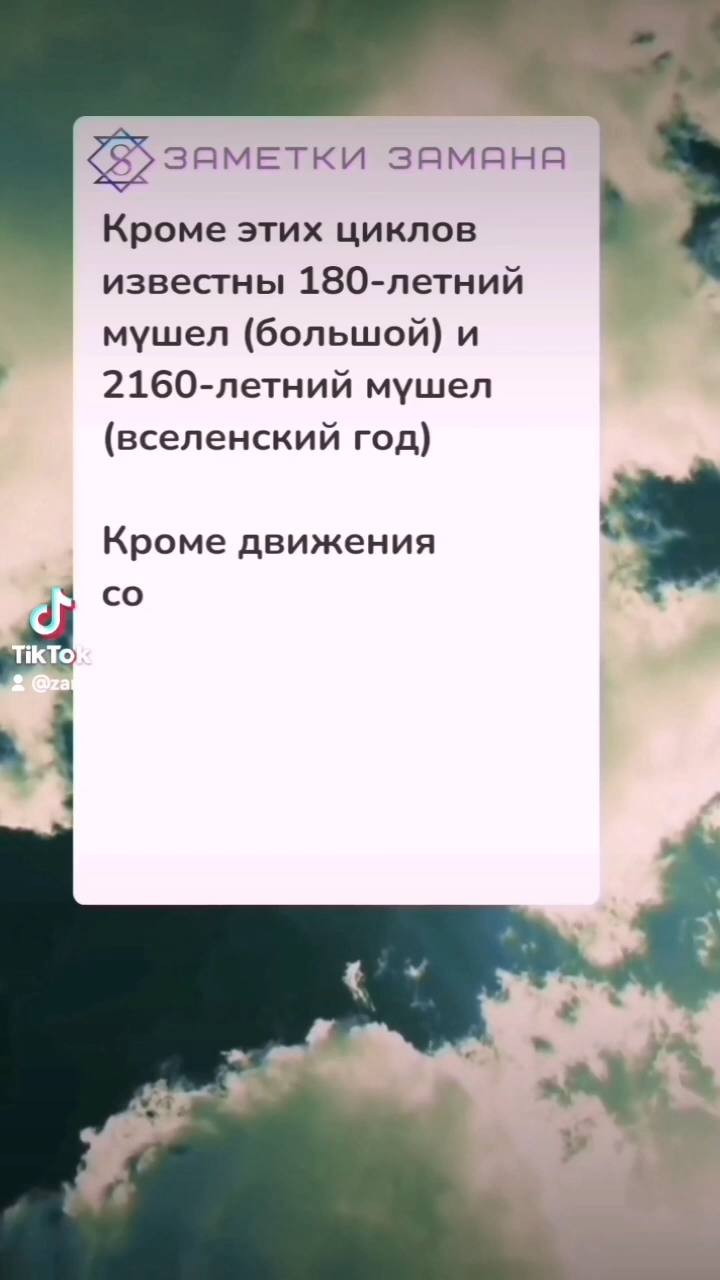 ЗАМЕТКИ ЗАМАНА
Кроме этих циклов
известны 180-летний
мүшел (большой) и
2160-летний мүшел
(вселенский год)
Кроме движения
со
TikTok
@za